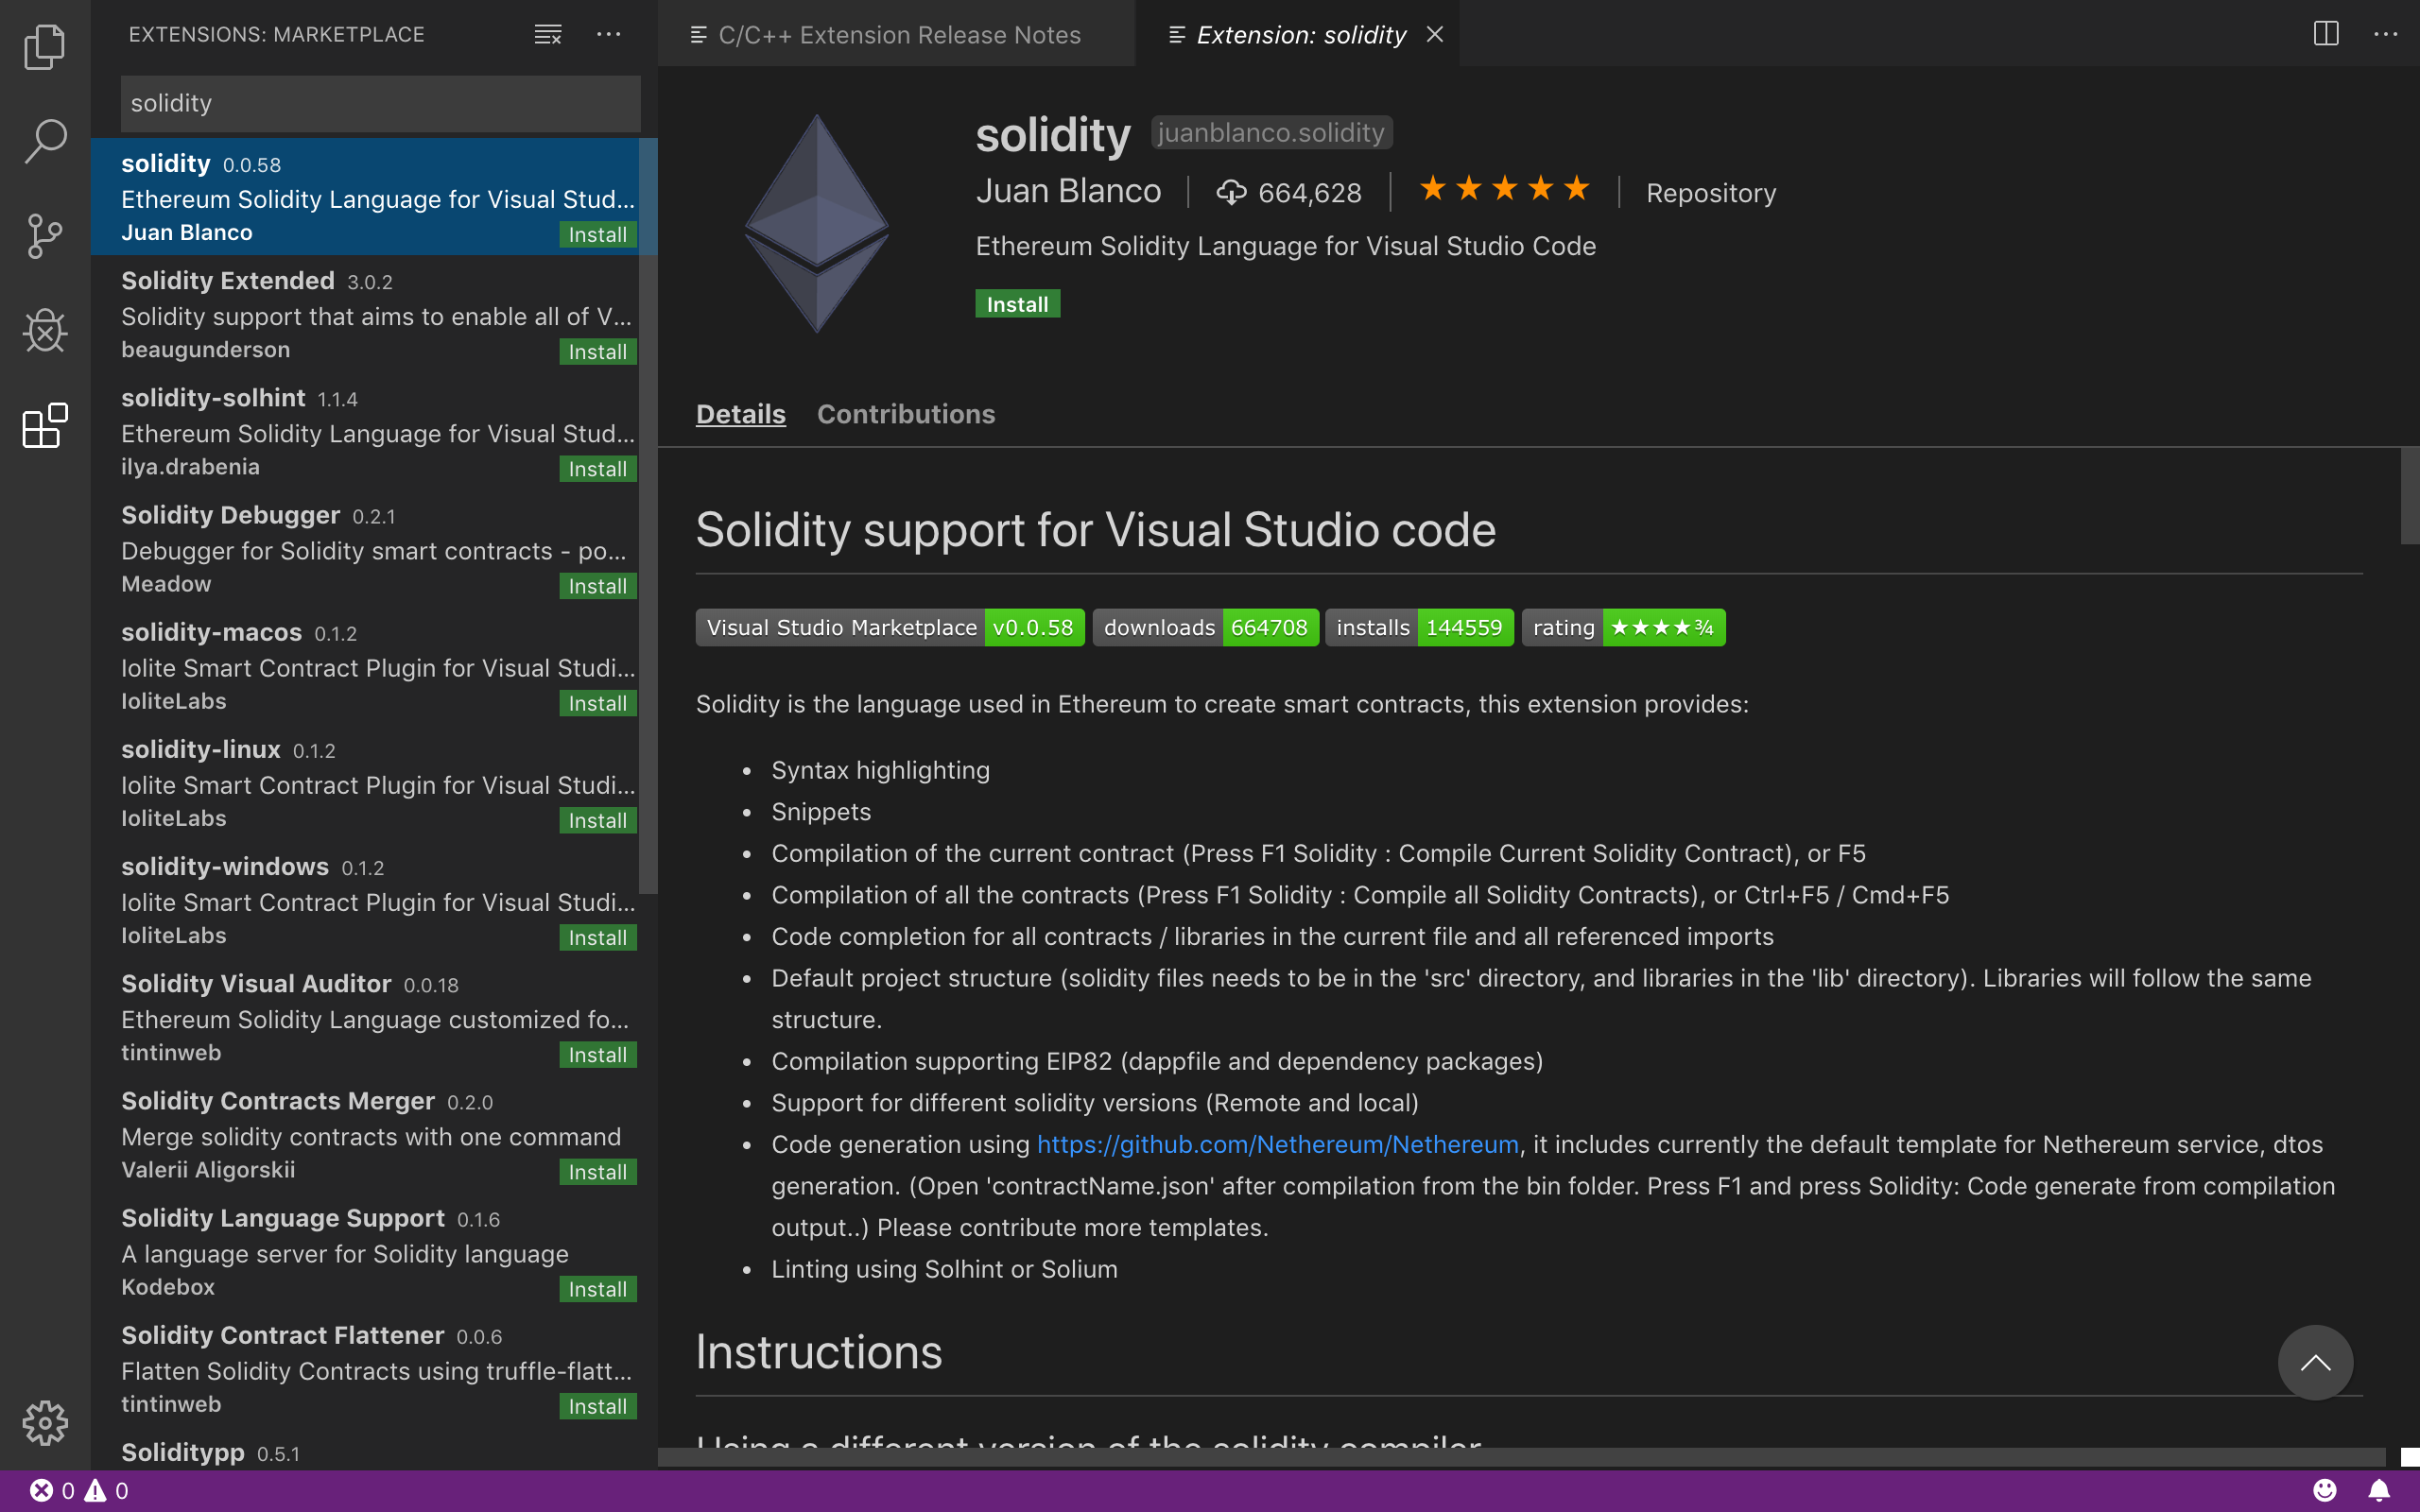 EXTENSIONS: MARKETPLACE
solidity
solidity 0.0.58
Ethereum Solidity Language for Visual Stud...
Juan Blanco Install
Solidity Extended 3.0.2
Solidity support that aims to enable all of V...
beaugunderson Install
solidity-solhint 1.1.4
Ethereum Solidity Language for Visual Stud...
ilya.drabenia Install
Solidity Debugger 0.2.1
Debugger for Solidity smart contracts - po...
Meadow Install
solidity-macos 0.1.2
Iolite Smart Contract Plugin for Visual Studi...
IoliteLabs Install
solidity-linux 0.1.2
Iolite Smart Contract Plugin for Visual Studi...
IoliteLabs Install
solidity-windows 0.1.2
Iolite Smart Contract Plugin for Visual Studi...
IoliteLabs Install
Solidity Visual Auditor 0.0.18
Ethereum Solidity Language customized fo...
tintinweb Install
Solidity Contracts Merger 0.2.0
Merge solidity contracts with one command
Valerii Aligorskii Install
Solidity Language Support 0.1.6
A language server for Solidity language
Kodebox Install
Solidity Contract Flattener 0.0.6
Flatten Solidity Contracts using truffle-flatt...
tintinweb Install
Soliditypp 0.5.1
C/C++ Extension Release Notes
Extension: solidity
solidity juanblanco.solidity
Juan Blanco 664,628 ★★★★★ Repository
Ethereum Solidity Language for Visual Studio Code
Install
Details Contributions
Solidity support for Visual Studio code
Visual Studio Marketplace v0.0.58 downloads 664708 installs 144559 rating ★★★★¾
Solidity is the language used in Ethereum to create smart contracts, this extension provides:
• Syntax highlighting
• Snippets
• Compilation of the current contract (Press F1 Solidity : Compile Current Solidity Contract), or F5
• Compilation of all the contracts (Press F1 Solidity : Compile all Solidity Contracts), or Ctrl+F5 / Cmd+F5
• Code completion for all contracts / libraries in the current file and all referenced imports
• Default project structure (solidity files needs to be in the 'src' directory, and libraries in the 'lib' directory). Libraries will follow the same
structure.
• Compilation supporting EIP82 (dappfile and dependency packages)
• Support for different solidity versions (Remote and local)
• Code generation using https://github.com/Nethereum/Nethereum, it includes currently the default template for Nethereum service, dtos
generation. (Open 'contractName.json' after compilation from the bin folder. Press F1 and press Solidity: Code generate from compilation
output..) Please contribute more templates.
• Linting using Solhint or Solium
Instructions
Using a different version of the solidity compiler
0 0